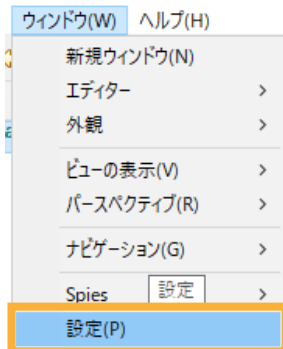 ウィンドウ(W) ヘルプ(H)
新規ウィンドウ(N)
エディター
外観
ビューの表示(V)
パースペクティブ(R)
ナビゲーション(G)
Spies 設定
設定(P)